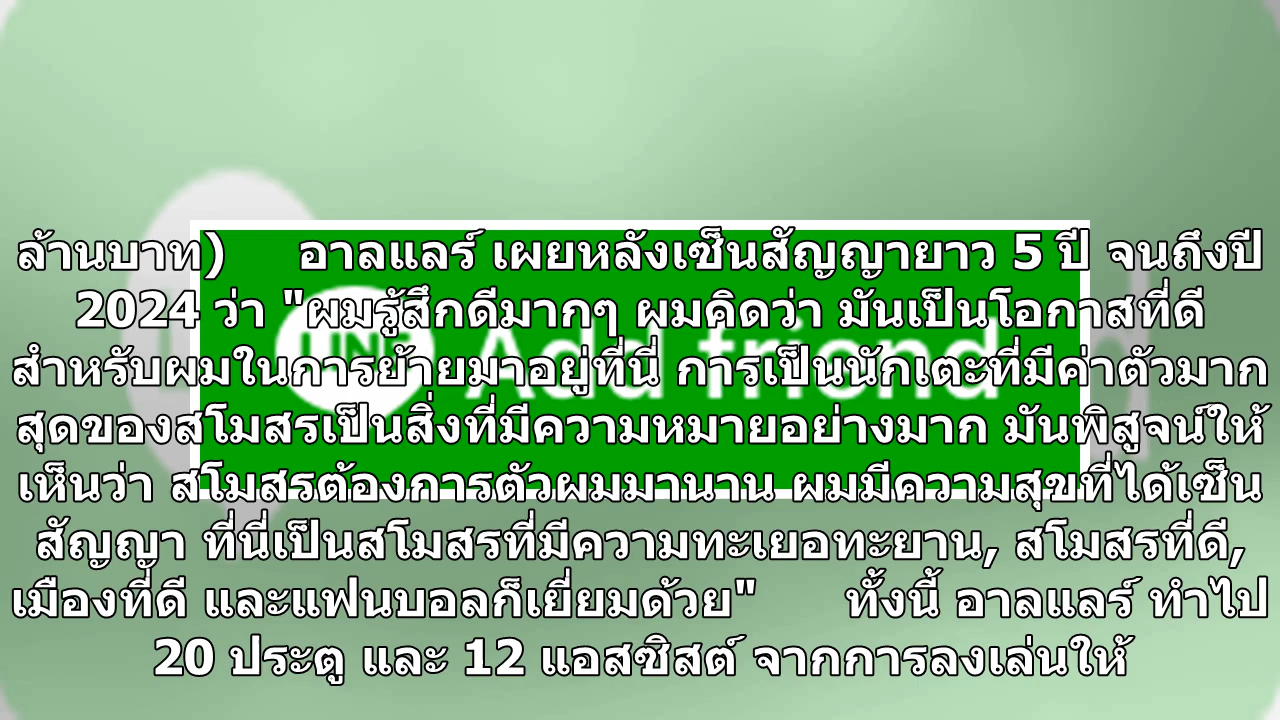 ล้านบาท) อาลแลร์ เผยหลังเซ็นสัญญายาว 5 ปี จนถึงปี
2024 ว่า "ผมรู้สึกดีมากๆ ผมคิดว่า มันเป็นโอกาสที่ดี
สำหรับผมในการย้ายมาอยู่ที่นี่ การเป็นนักเตะที่มีค่าตัวมาก
สุดของสโมสรเป็นสิ่งที่มีความหมายอย่างมาก มันพิสูจน์ให้
เห็นว่า สโมสรต้องการตัวผมมานาน ผมมีความสุขที่ได้เซ็น
สัญญา ที่นี่เป็นสโมสรที่มีความทะเยอทะยาน, สโมสรที่ดี,
เมืองที่ดี และแฟนบอลก็เยี่ยมด้วย" ทั้งนี้ อาลแลร์ ทำไป
20 ประตู และ 12 แอสซิสต์ จากการลงเล่นให้
LINE
Add friend